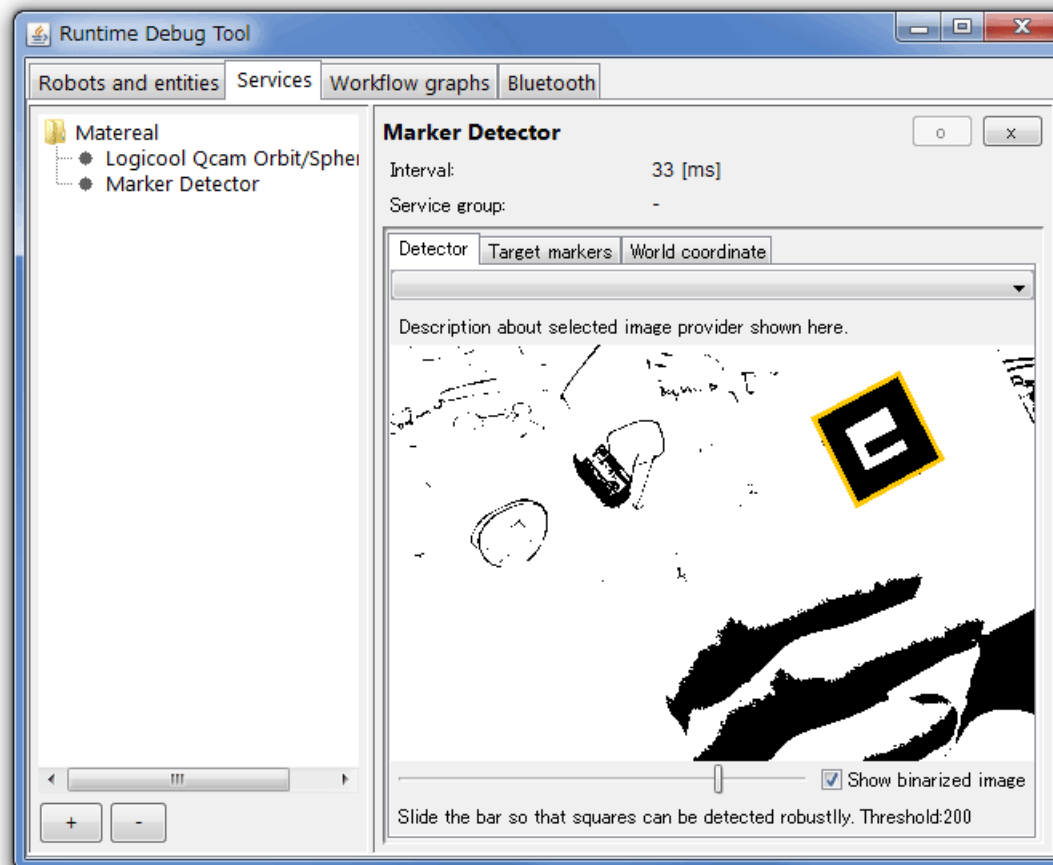 Runtime Debug Tool
Robots and entities Services Workflow graphs Bluetooth
Matereal
Logicool Qcam Orbit/Spher
Marker Detector
+ -
Marker Detector
o x
Interval: 33 [ms]
Service group: -
Detector Target markers World coordinate
Description about selected image provider shown here.
Show binarized image
Slide the bar so that squares can be detected robustlly. Threshold:200